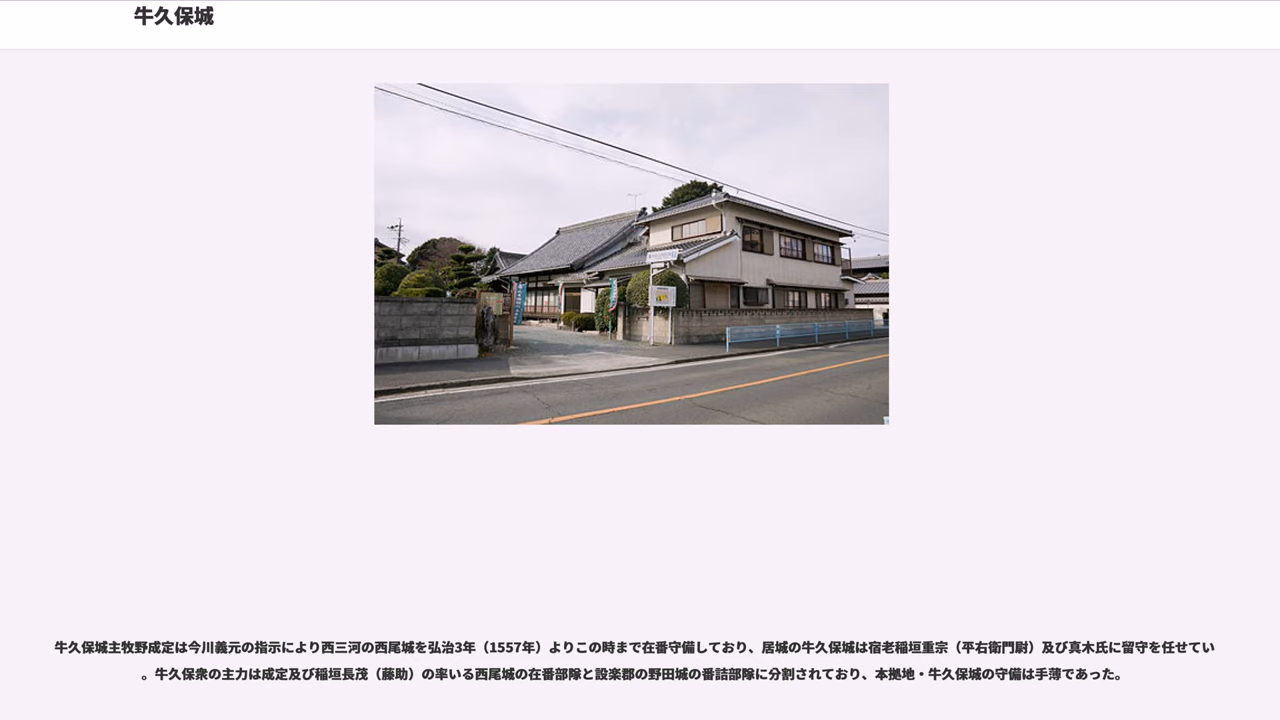 牛久保城
牛久保城主牧野成定は今川義元の指示により西三河の西尾城を弘治3年（1557年）よりこの時まで在番守備しており、居城の牛久保城は宿老稲垣重宗（平右衛門尉）及び真木氏に留守を任せてい
。牛久保衆の主力は成定及び稲垣長茂（藤助）の率いる西尾城の在番部隊と設楽郡の野田城の番詰部隊に分割されており、本拠地・牛久保城の守備は手薄であった。